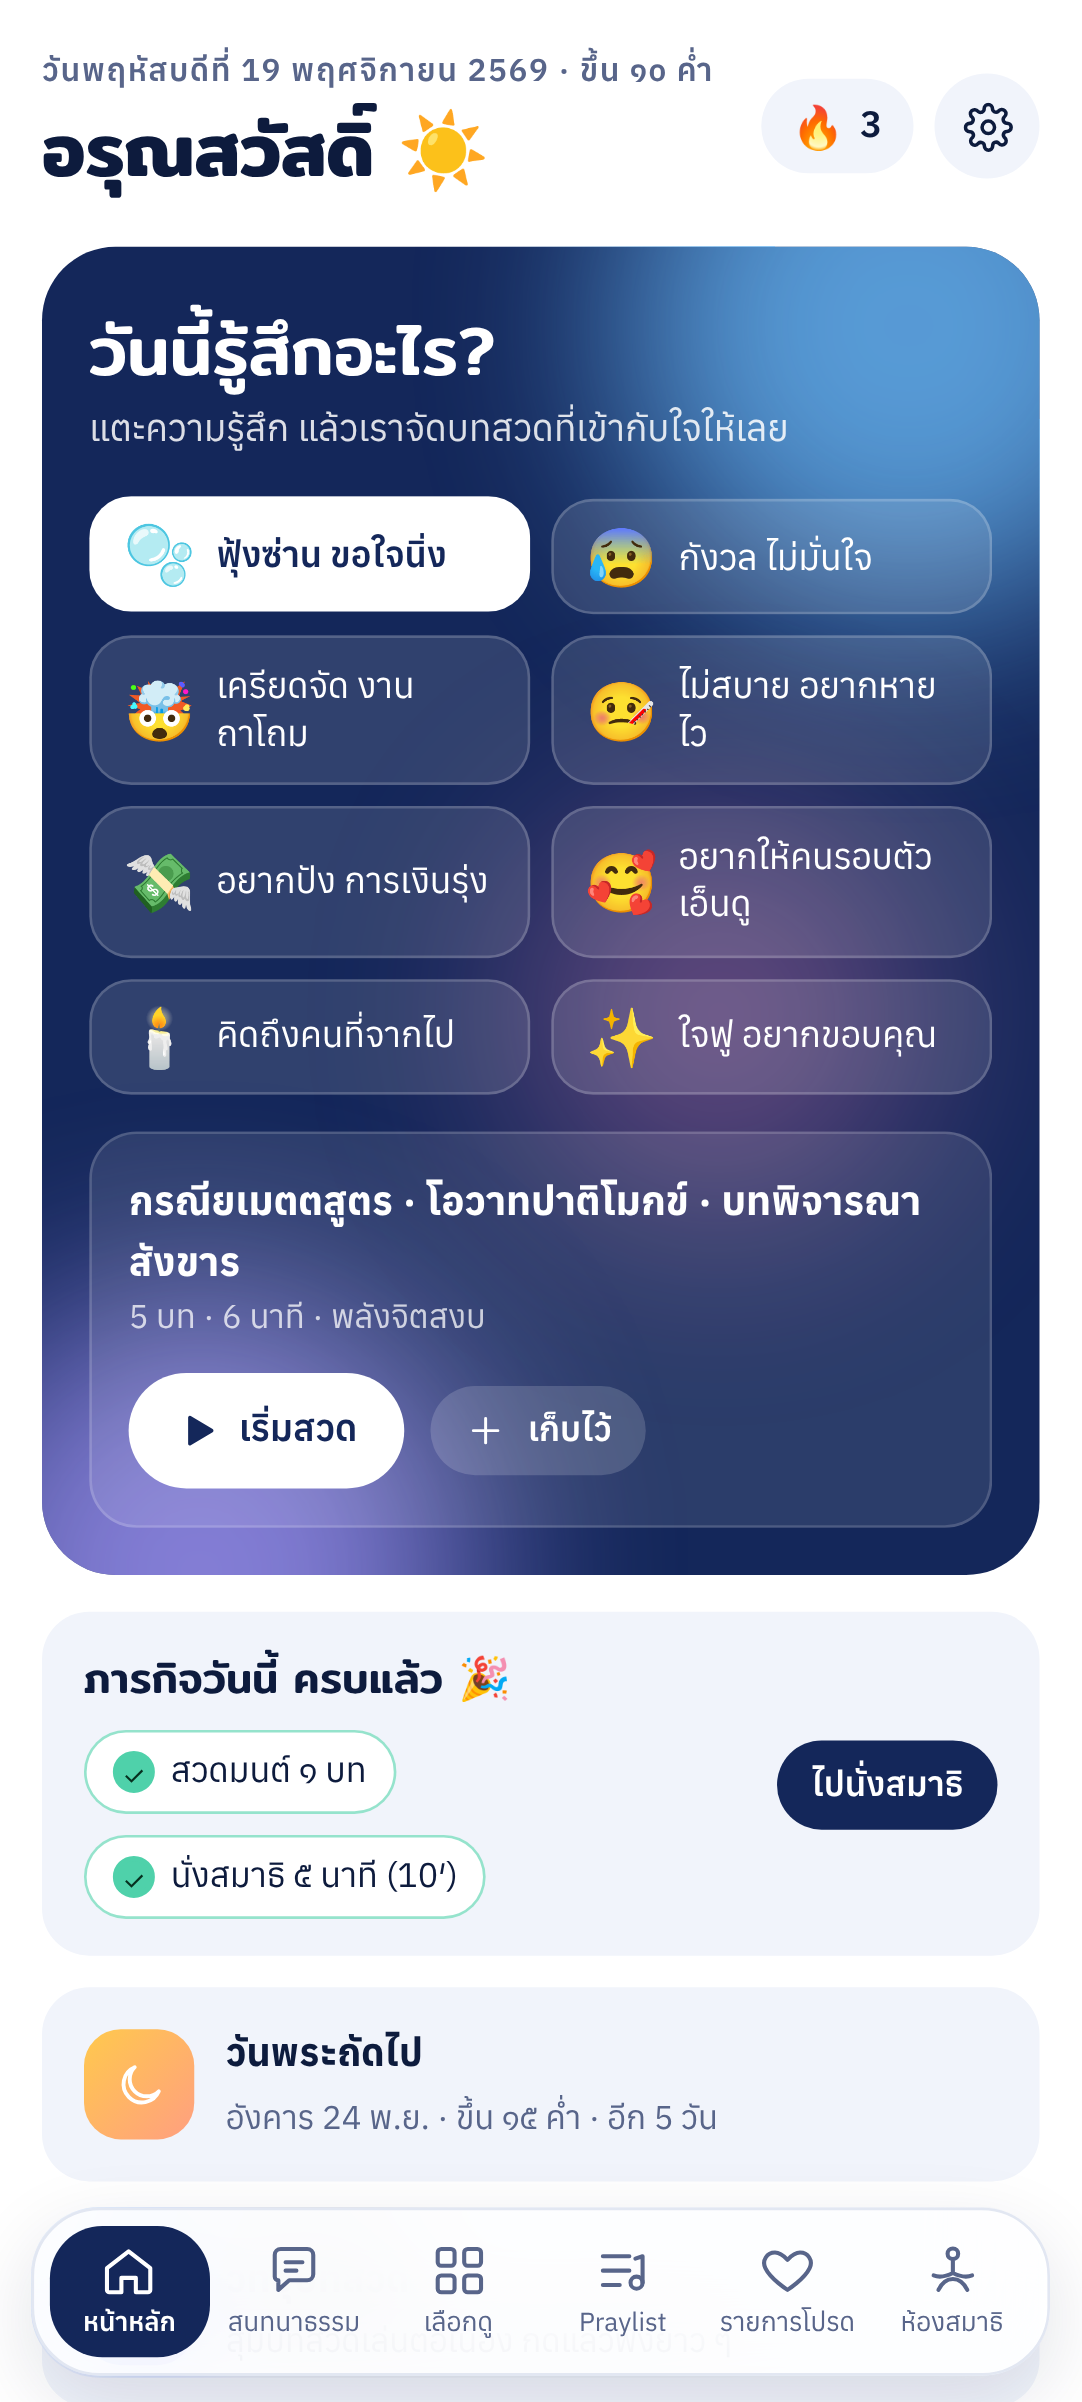 วันพฤหัสบดีที่ 19 พฤศจิกายน 2569 · ขึ้น ๑๐ ค่ำ
อรุณสวัสดิ์ ☀️
🔥 3
วันนี้รู้สึกอะไร?
แตะความรู้สึก แล้วเราจัดบทสวดที่เข้ากับใจให้เลย
ฟุ้งซ่าน ขอใจนิ่ง
กังวล ไม่มั่นใจ
เครียดจัด งาน
ถาโถม
ไม่สบาย อยากหาย
ไว
อยากปัง การเงินรุ่ง
อยากให้คนรอบตัว
เอ็นดู
คิดถึงคนที่จากไป
ใจฟู อยากขอบคุณ
กรณียเมตตสูตร · โอวาทปาติโมกข์ · บทพิจารณา
สังขาร
5 บท · 6 นาที · พลังจิตสงบ
เริ่มสวด
เก็บไว้
ภารกิจวันนี้ ครบแล้ว 🎉
สวดมนต์ ๑ บท
ไปนั่งสมาธิ
นั่งสมาธิ ๕ นาที (10′)
วันพระถัดไป
อังคาร 24 พ.ย. · ขึ้น ๑๕ ค่ำ · อีก 5 วัน
หน้าหลัก
สนทนาธรรม
เลือกดู
Praylist
รายการโปรด
ห้องสมาธิ